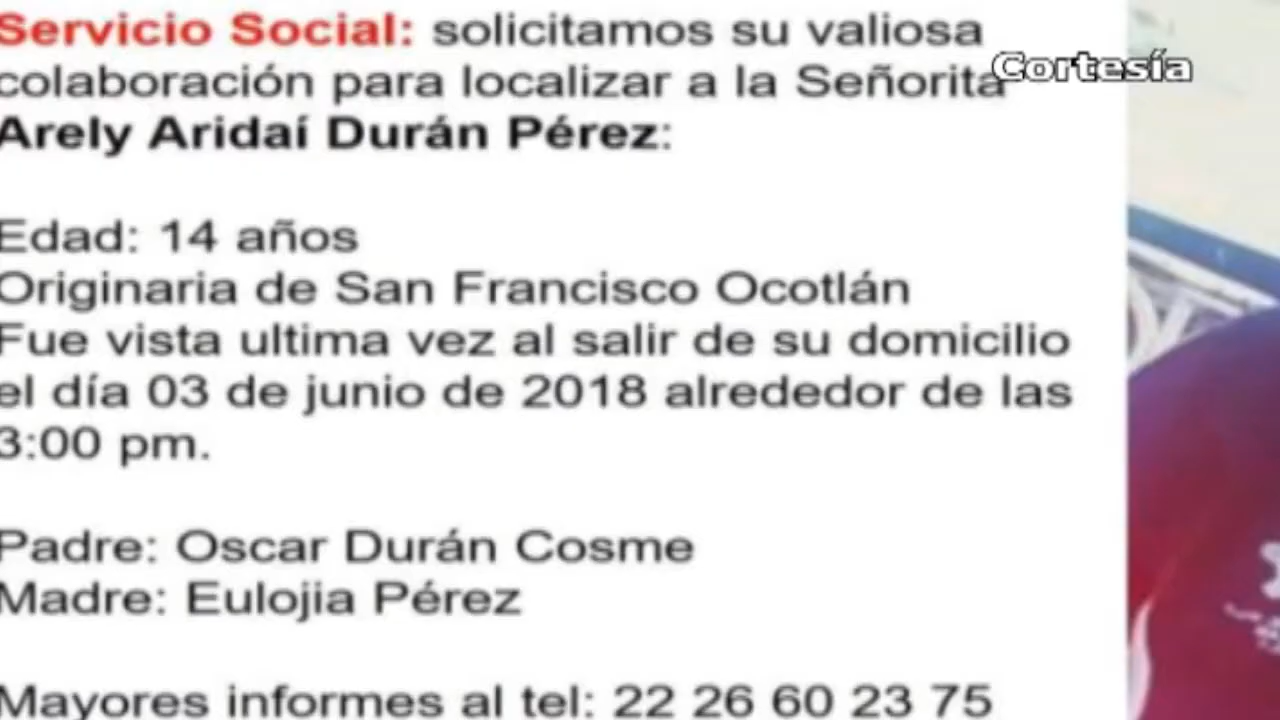 Servicio Social: solicitamos su valiosa
Cortesía
colaboración para localizar a la Señorita
Arely Aridaí Durán Pérez:
Edad: 14 años
Originaria de San Francisco Ocotlán
Fue vista ultima vez al salir de su domicilio
el día 03 de junio de 2018 alrededor de las
3:00 pm.
Padre: Oscar Durán Cosme
Madre: Eulojia Pérez
Mayores informes al tel: 22 26 60 23 75